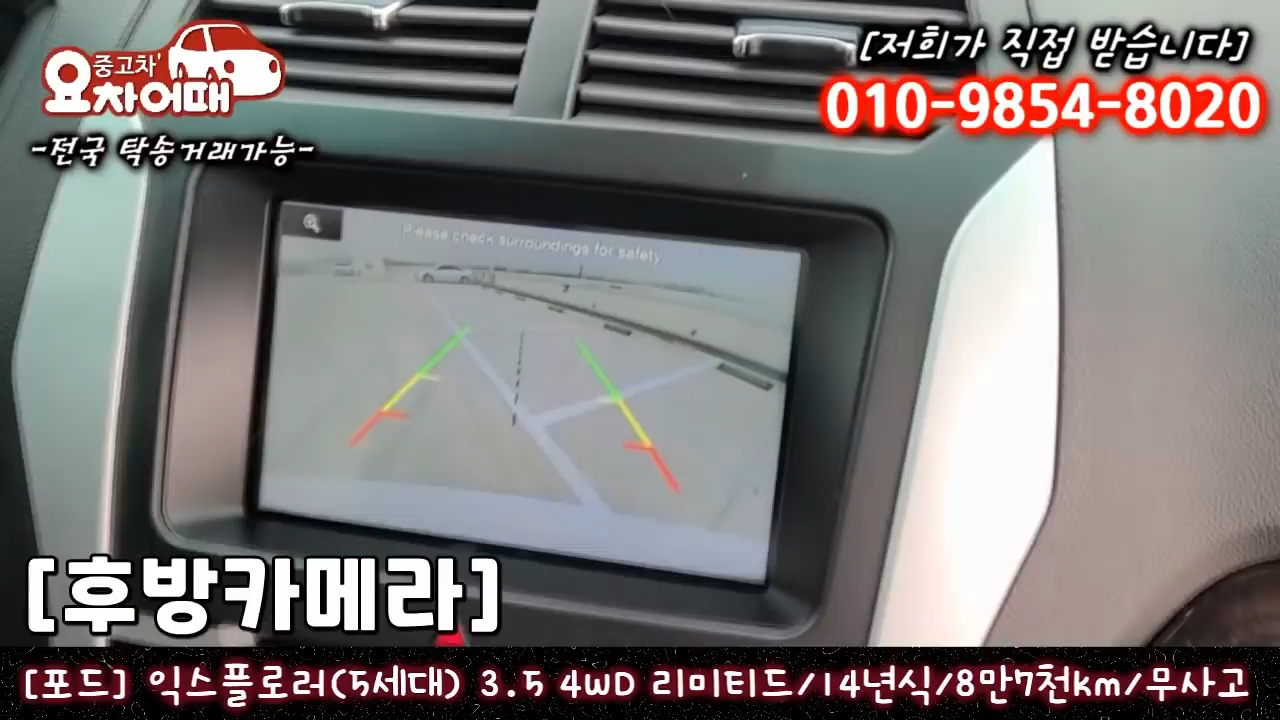 중고차
요차어때
-전국 탁송거래가능-
[저희가 직접 받습니다]
010-9854-8020
Please check surroundings for safety
[후방카메라]
[포드] 익스플로러(5세대) 3.5 4WD 리미티드/14년식/8만7천km/무사고